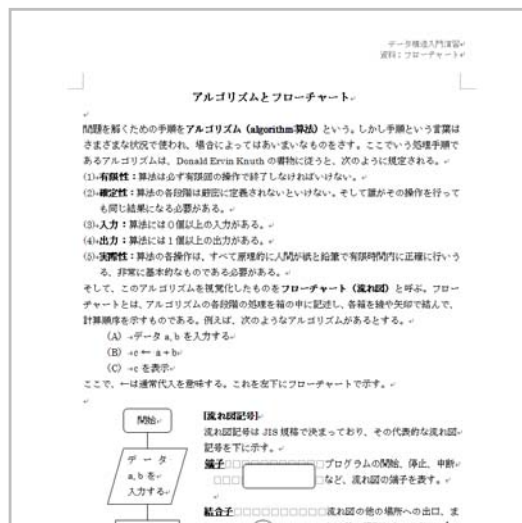 データ構造入門演習
資料：フローチャート
アルゴリズムとフローチャート
問題を解くための手順をアルゴリズム（algorithm:算法）という。しかし手順という言葉は
さまざまな状況で使われ、場合によってはあいまいなものをさす。ここでいう処理手順で
あるアルゴリズムは、Donald Ervin Knuth の書物に従うと、次のように規定される。
(1) 有限性：算法は必ず有限回の操作で終了しなければいけない。
(2) 確定性：算法の各段階は厳密に定義されないといけない。そして誰がその操作を行って
も同じ結果になる必要がある。
(3) 入力：算法には 0 個以上の入力がある。
(4) 出力：算法には 1 個以上の出力がある。
(5) 実際性：算法の各操作は、すべて原理的に人間が紙と鉛筆で有限時間内に正確に行いう
る、非常に基本的なものである必要がある。
そして、このアルゴリズムを視覚化したものをフローチャート（流れ図）と呼ぶ。フロー
チャートとは、アルゴリズムの各段階の処理を箱の中に記述し、各箱を線や矢印で結んで、
計算順序を示すものである。例えば、次のようなアルゴリズムがあるとする。
(A) データ a, b を入力する
(B) c ← a + b
(C) c を表示
ここで、←は通常代入を意味する。これを左下にフローチャートで示す。
開始
データ
a, b を
入力する
[流れ図記号]
流れ図記号は JIS 規格で決まっており、その代表的な流れ図
記号を下に示す。
端子 プログラムの開始、停止、中断
など、流れ図の端子を表す。
結合子 流れ図の他の場所への出口、ま